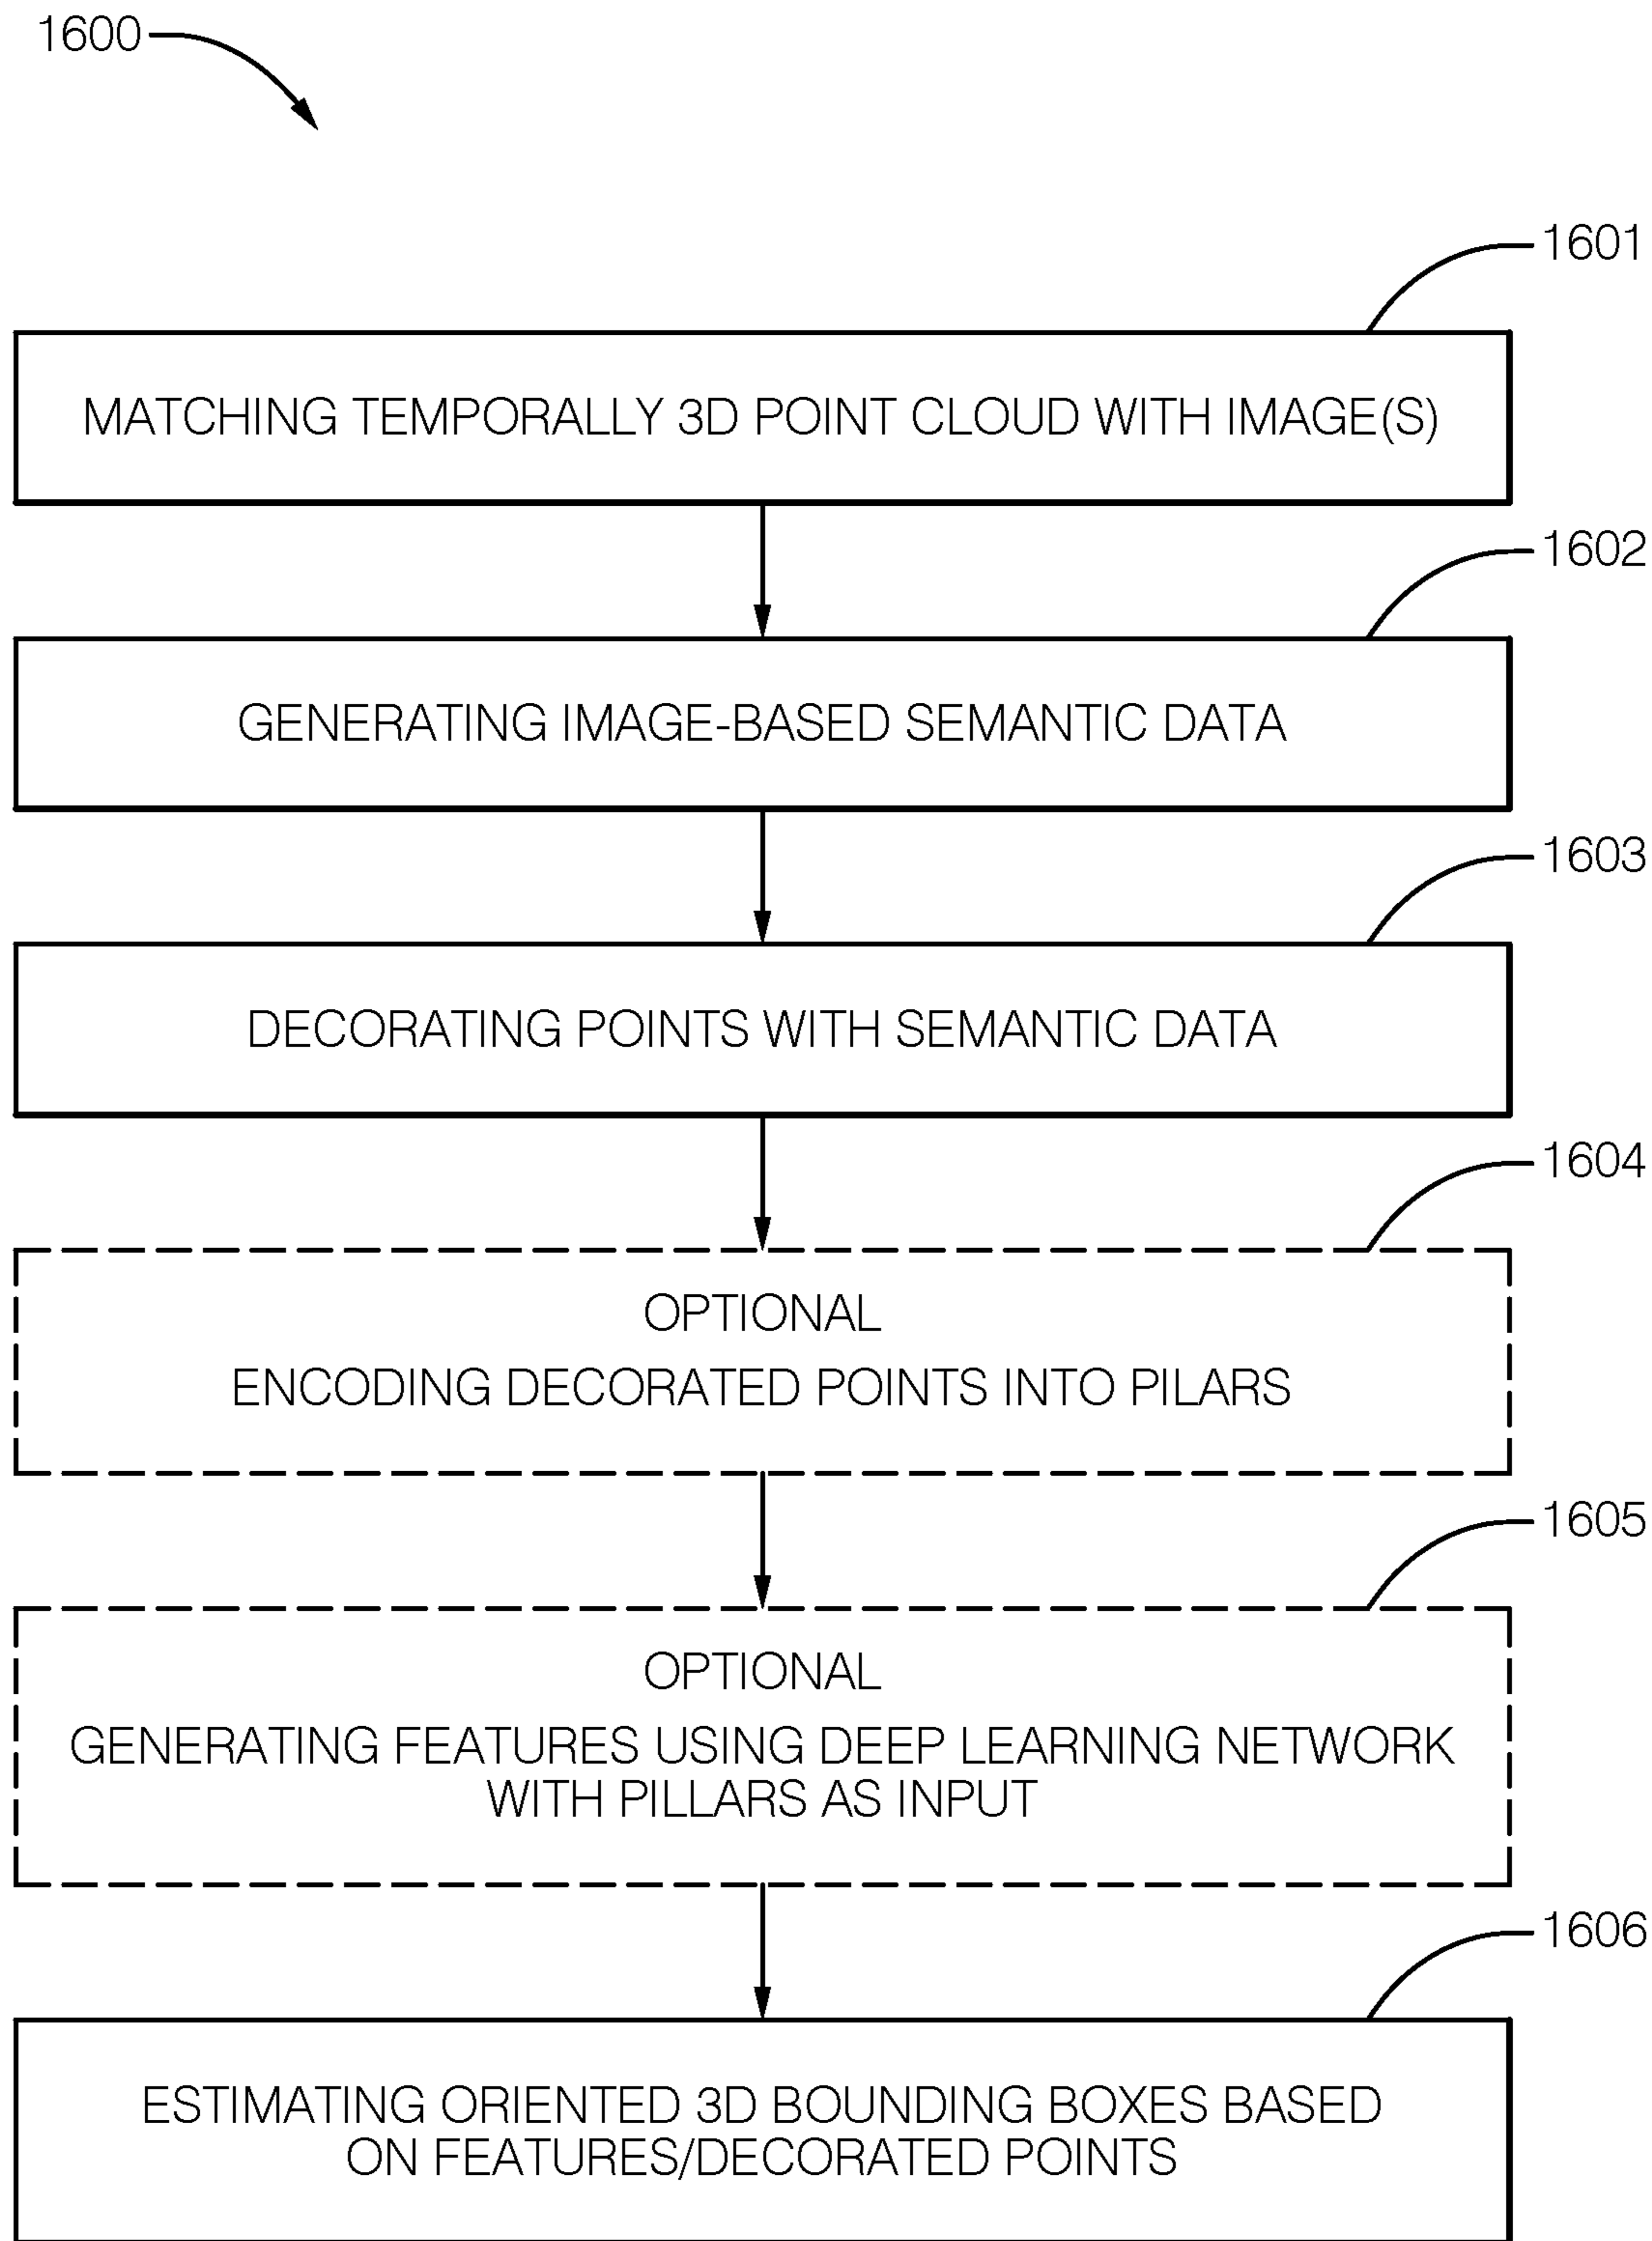 1600
1601
MATCHING TEMPORALLY 3D POINT CLOUD WITH IMAGE(S)
1602
GENERATING IMAGE-BASED SEMANTIC DATA
1603
DECORATING POINTS WITH SEMANTIC DATA
1604
OPTIONAL
ENCODING DECORATED POINTS INTO PILARS
1605
OPTIONAL
GENERATING FEATURES USING DEEP LEARNING NETWORK
WITH PILLARS AS INPUT
1606
ESTIMATING ORIENTED 3D BOUNDING BOXES BASED
ON FEATURES/DECORATED POINTS